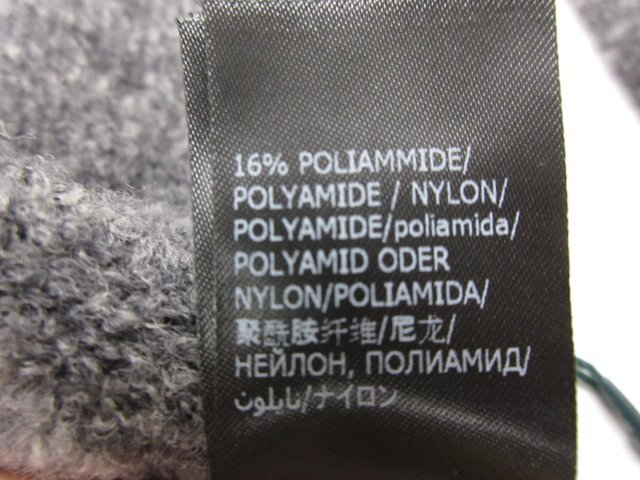 16% POLIAMMIDE/
POLYAMIDE / NYLON/
POLYAMIDE/poliamida/
POLYAMID ODER
NYLON/POLIAMIDA/
聚酰胺纤维/尼龙/
НЕЙЛОН, ПОЛИАМИД/
نايلون/ナイロン